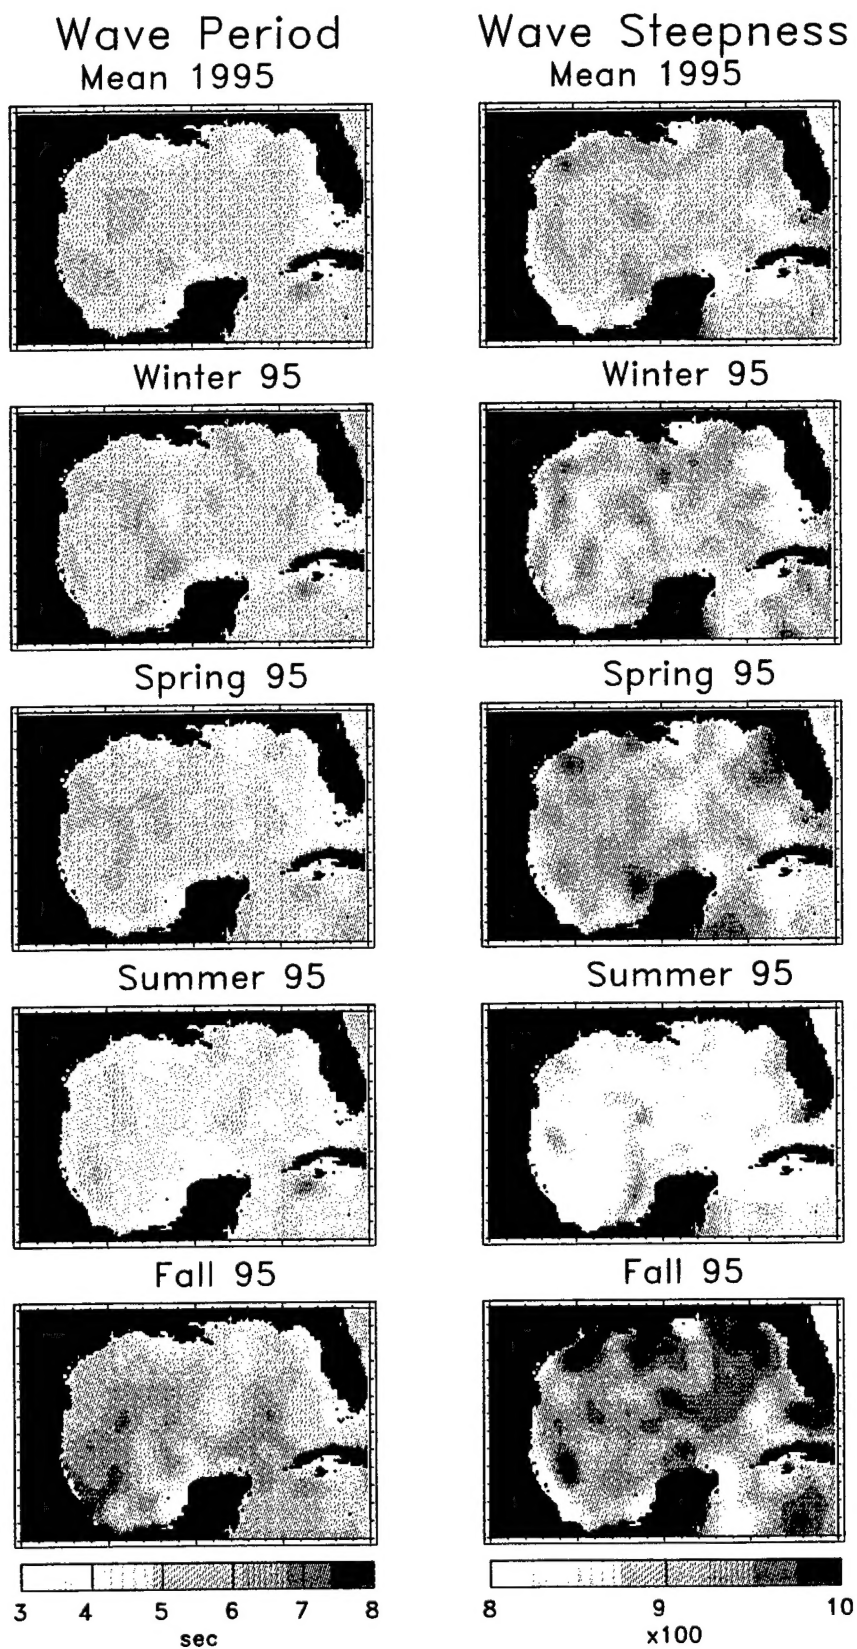 Wave Period
Wave Steepness
Mean 1995
Mean 1995
Winter 95
Winter 95
Spring 95
Spring 95
Summer 95
Summer 95
Fall 95
Fall 95
3 4 5 6 7 8
sec
8 9 10
x100